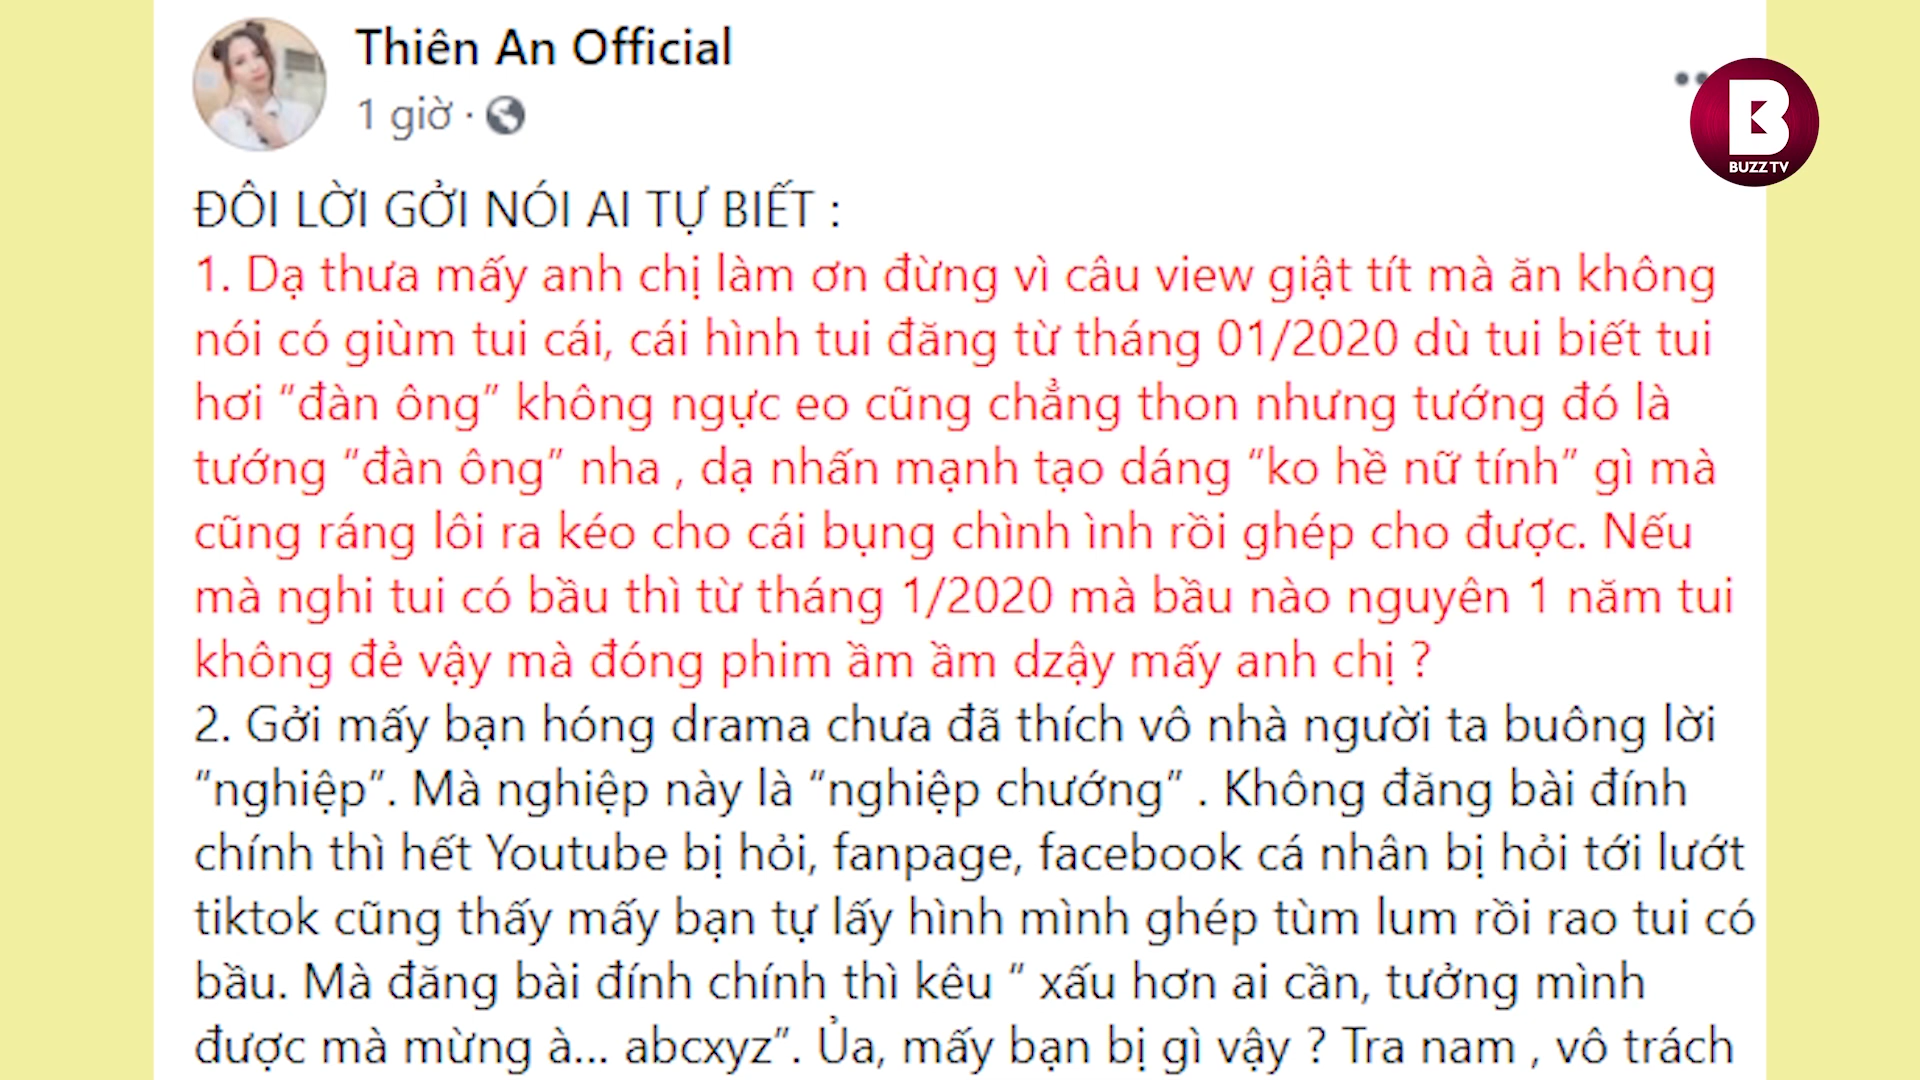 Thiên An Official
1 giờ ·
BUZZ TV
ĐÔI LỜI GỞI NÓI AI TỰ BIẾT :
1. Dạ thưa mấy anh chị làm ơn đừng vì câu view giật tít mà ăn không
nói có giùm tui cái, cái hình tui đăng từ tháng 01/2020 dù tui biết tui
hơi “đàn ông” không ngực eo cũng chẳng thon nhưng tướng đó là
tướng “đàn ông” nha , dạ nhấn mạnh tạo dáng “ko hề nữ tính” gì mà
cũng ráng lôi ra kéo cho cái bụng chình ình rồi ghép cho được. Nếu
mà nghi tui có bầu thì từ tháng 1/2020 mà bầu nào nguyên 1 năm tui
không đẻ vậy mà đóng phim ầm ầm dzậy mấy anh chị ?
2. Gởi mấy bạn hóng drama chưa đã thích vô nhà người ta buông lời
“nghiệp”. Mà nghiệp này là “nghiệp chướng” . Không đăng bài đính
chính thì hết Youtube bị hỏi, fanpage, facebook cá nhân bị hỏi tới lướt
tiktok cũng thấy mấy bạn tự lấy hình mình ghép tùm lum rồi rao tui có
bầu. Mà đăng bài đính chính thì kêu “ xấu hơn ai cần, tưởng mình
được mà mừng à... abcxyz”. Ủa, mấy bạn bị gì vậy ? Tra nam , vô trách